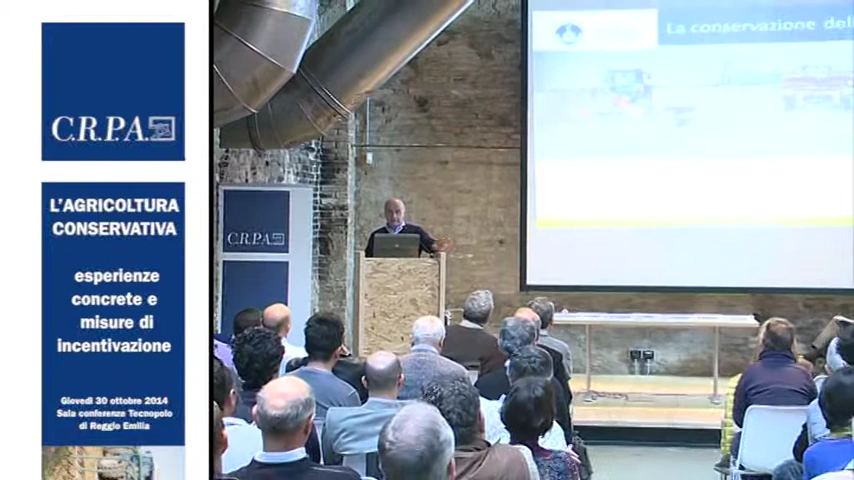 C.R.P.A.
L'AGRICOLTURA
CONSERVATIVA
esperienze
concrete e
misure di
incentivazione
Giovedì 30 ottobre 2014
Sala conferenze Tecnopolo
di Reggio Emilia
C.R.P.A.
La conservazione del